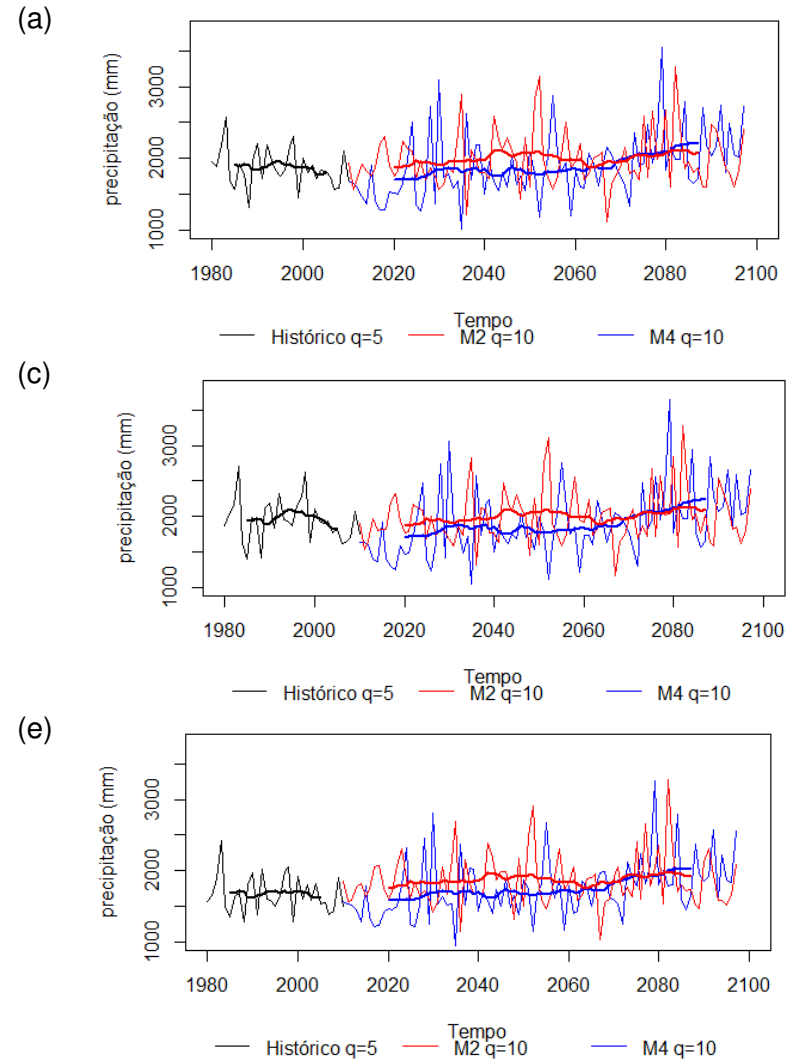 (a)
precipitação (mm)
3000
2000
1000
1980 2000 2020 2040 2060 2080 2100
Tempo
Histórico q=5 M2 q=10 M4 q=10
(c)
precipitação (mm)
3000
2000
1000
1980 2000 2020 2040 2060 2080 2100
Tempo
Histórico q=5 M2 q=10 M4 q=10
(e)
precipitação (mm)
3000
2000
1000
1980 2000 2020 2040 2060 2080 2100
Tempo
Histórico q=5 M2 q=10 M4 q=10